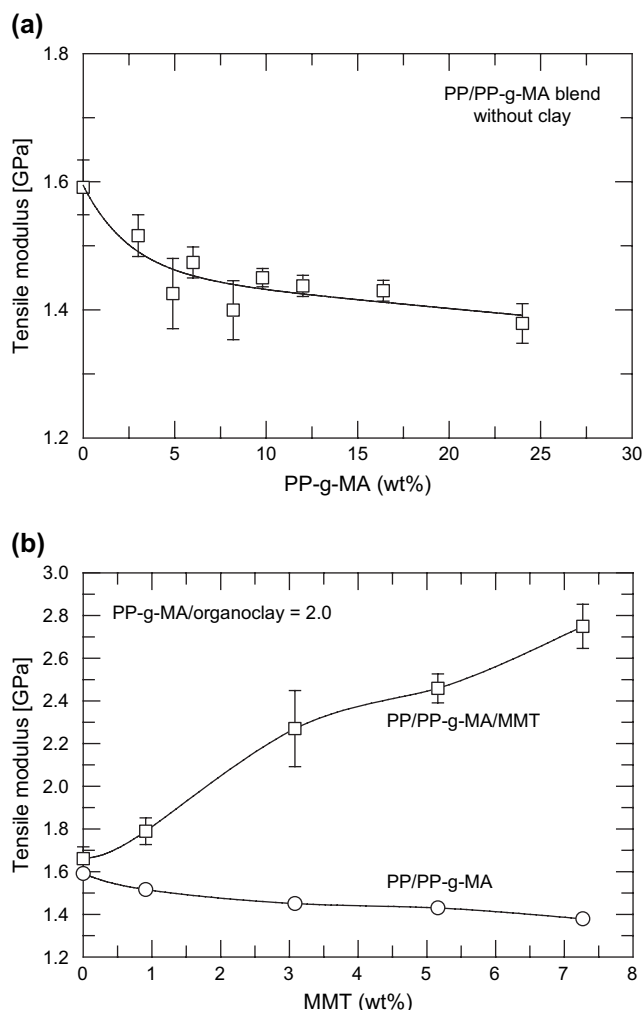 (a)
1.8
1.6
1.4
1.2
Tensile modulus [GPa]
PP/PP-g-MA blend
without clay
0 5 10 15 20 25 30
PP-g-MA (wt%)
(b)
3.0
2.8
2.6
2.4
2.2
2.0
1.8
1.6
1.4
1.2
Tensile modulus [GPa]
PP-g-MA/organoclay = 2.0
PP/PP-g-MA/MMT
PP/PP-g-MA
0 1 2 3 4 5 6 7 8
MMT (wt%)